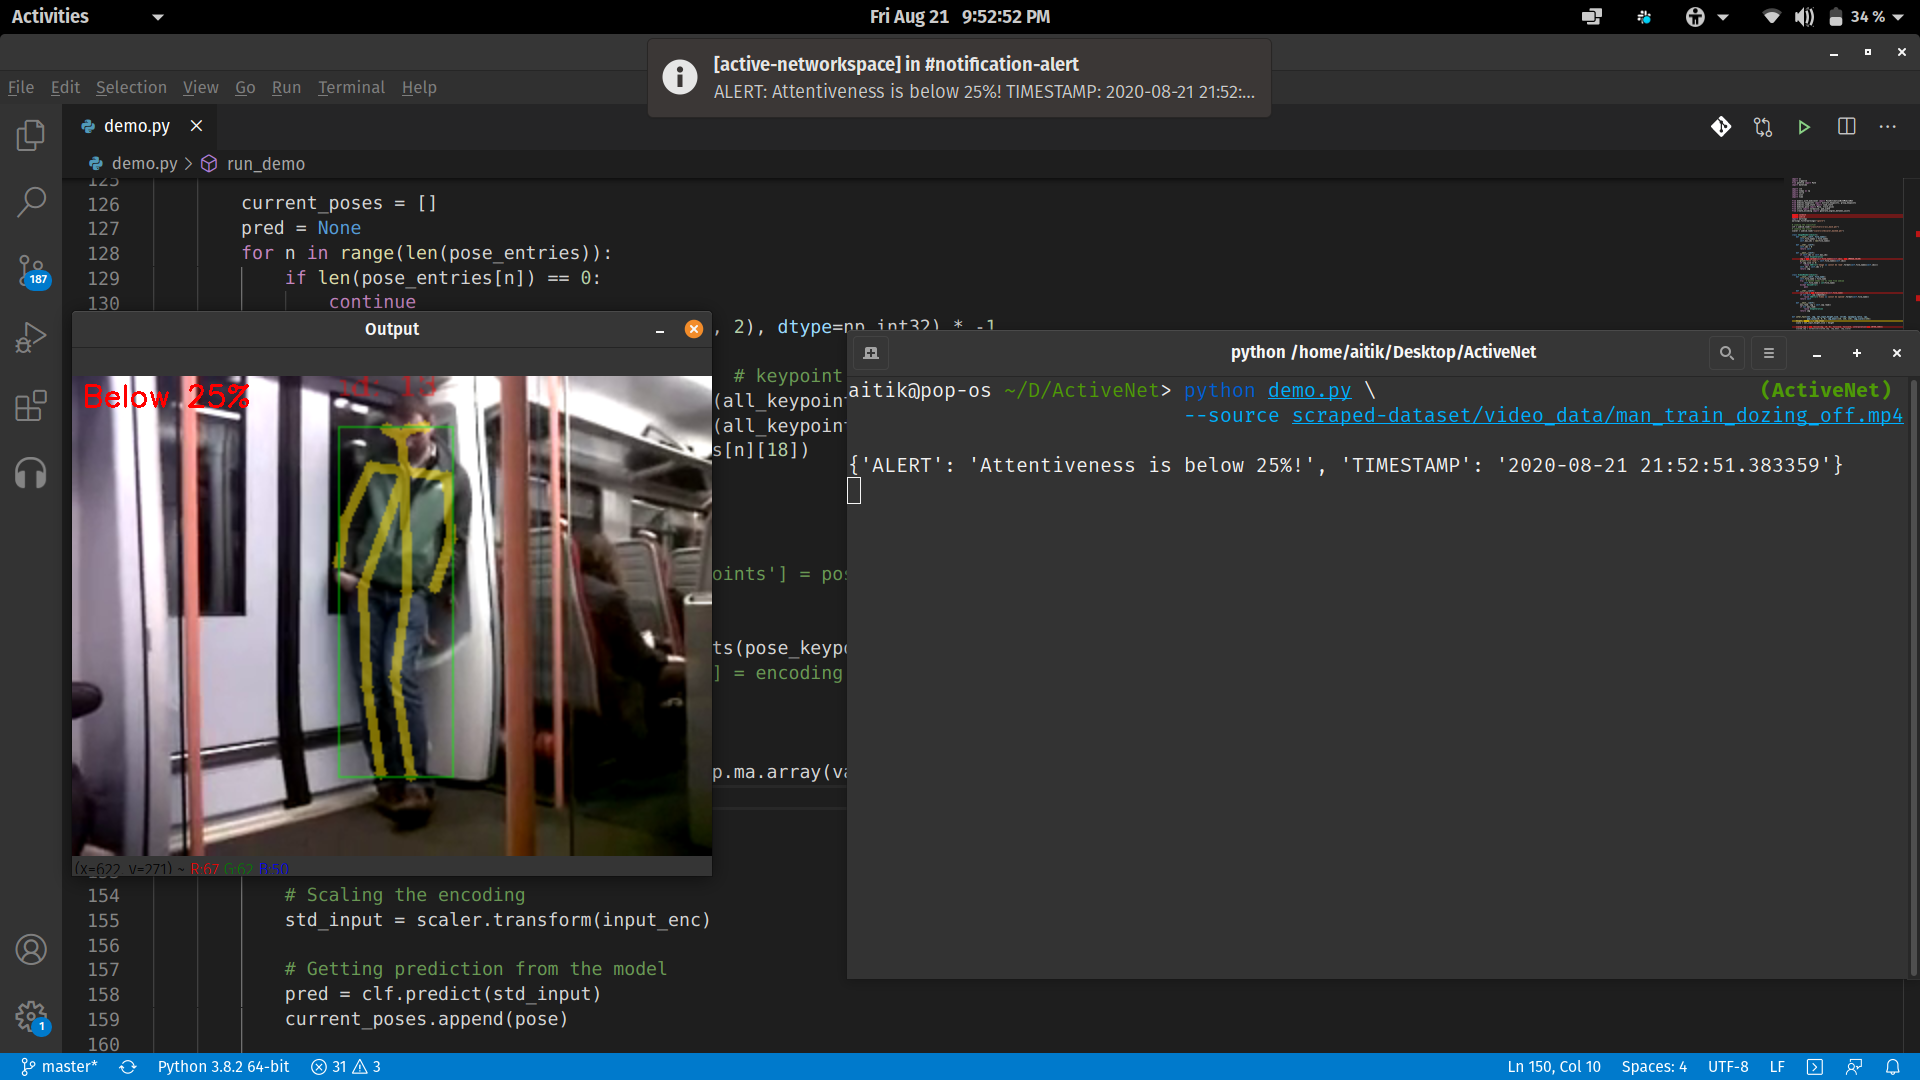 Activities
Fri Aug 21 9:52:52 PM
34 %
[active-networkspace] in #notification-alert
ALERT: Attentiveness is below 25%! TIMESTAMP: 2020-08-21 21:52:...
File Edit Selection View Go Run Terminal Help
demo.py
demo.py > run_demo
125
126 current_poses = []
127 pred = None
128 for n in range(len(pose_entries)):
129 if len(pose_entries[n]) == 0:
130 continue
187
Output
, 2), dtype=np.int32) * -1
# keypoint
(all_keypoin
(all_keypoin
s[n][18])
oints'] = pos
ts(pose_keypo
] = encoding
p.ma.array(va
Below 25%
id: 13
(x=622, y=271) ~ R:67 G:62 B:50
python /home/aitik/Desktop/ActiveNet
aitik@pop-os ~/D/ActiveNet> python demo.py \ (ActiveNet)
--source scraped-dataset/video_data/man_train_dozing_off.mp4
{'ALERT': 'Attentiveness is below 25%!', 'TIMESTAMP': '2020-08-21 21:52:51.383359'}
154 # Scaling the encoding
155 std_input = scaler.transform(input_enc)
156
157 # Getting prediction from the model
158 pred = clf.predict(std_input)
159 current_poses.append(pose)
160
1
master* Python 3.8.2 64-bit 31 3
Ln 150, Col 10 Spaces: 4 UTF-8 LF